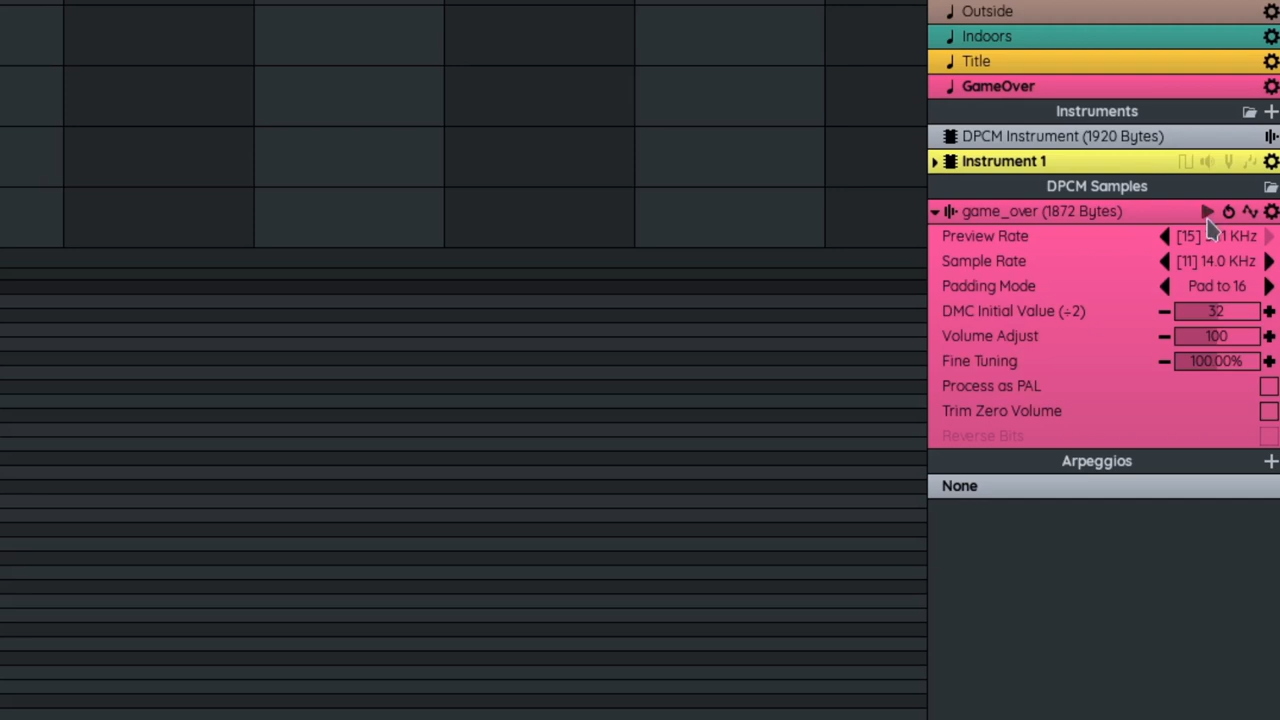 Outside
Indoors
Title
GameOver
Instruments
DPCM Instrument (1920 Bytes)
Instrument 1
DPCM Samples
game_over (1872 Bytes)
Preview Rate [15] KHz
Sample Rate [11] 14.0 KHz
Padding Mode Pad to 16
DMC Initial Value (÷2) 32
Volume Adjust 100
Fine Tuning 100.00%
Process as PAL
Trim Zero Volume
Reverse Bits
Arpeggios
None